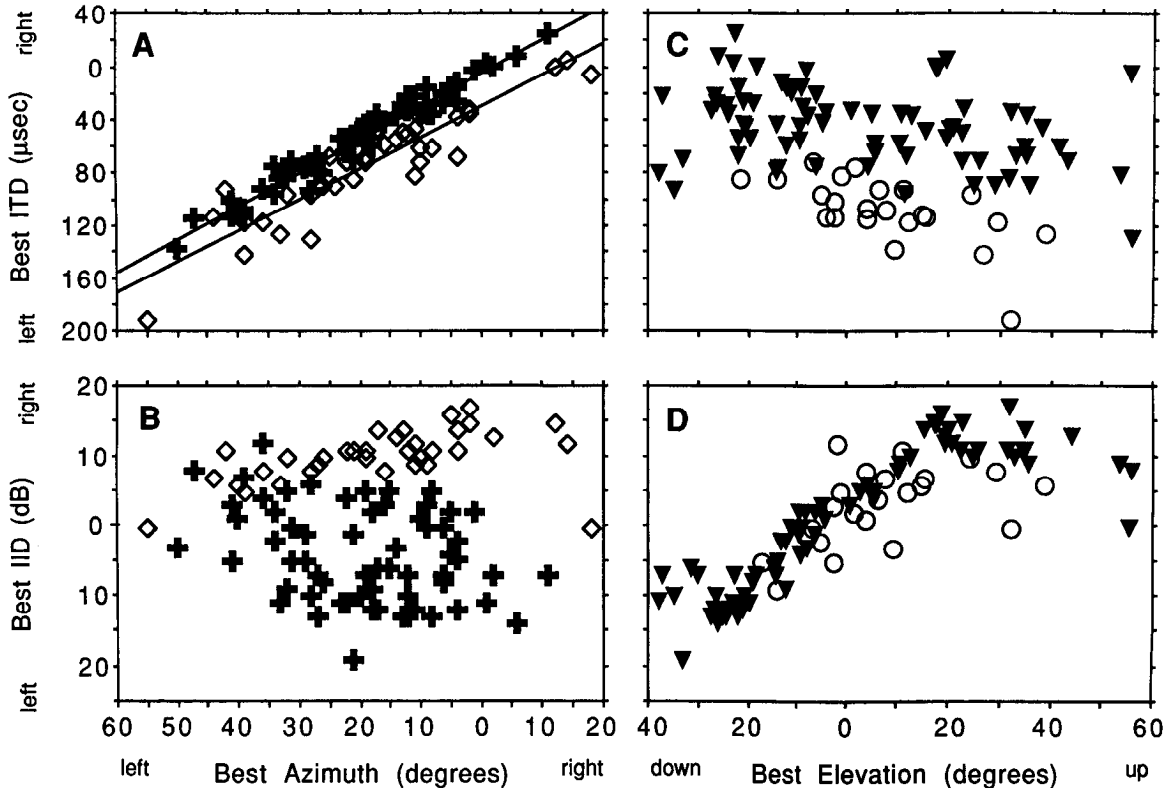 40
right
A
C
0
40
Best ITD (μsec)
80
120
160
left
200
20
right
B
D
10
0
Best IID (dB)
10
20
left
60 50 40 30 20 10 0 10 20
40 20 0 20 40 60
left Best Azimuth (degrees) right
down Best Elevation (degrees) up